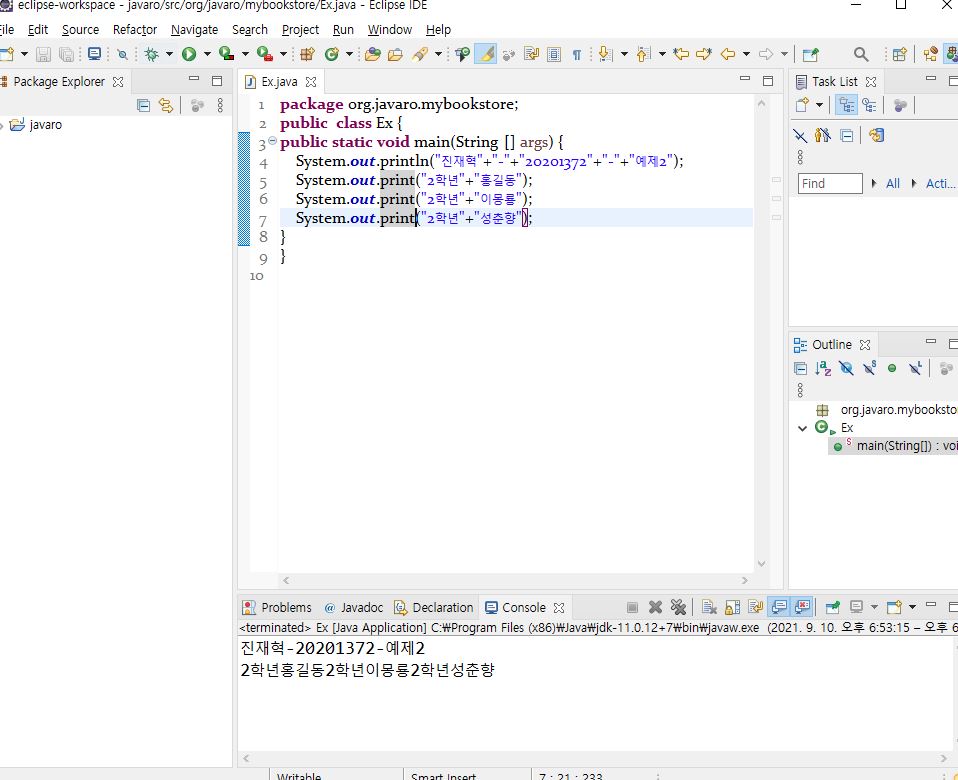 eclipse-workspace - javaro/src/org/javaro/mybookstore/Ex.java - Eclipse IDE
File Edit Source Refactor Navigate Search Project Run Window Help
Package Explorer
javaro
Ex.java
1 package org.javaro.mybookstore;
2 public class Ex {
3 public static void main(String [] args) {
4 System.out.println("진재혁"+"-"+"20201372"+"-"+"예제2");
5 System.out.print("2학년"+"홍길동");
6 System.out.print("2학년"+"이몽룡");
7 System.out.print("2학년"+"성춘향");
8 }
9 }
10
Task List
Find All Acti...
Outline
org.javaro.mybooksto
Ex
main(String[]) : voi
Problems @ Javadoc Declaration Console
<terminated> Ex [Java Application] C:\Program Files (x86)\Java\jdk-11.0.12+7\bin\javaw.exe (2021. 9. 10. 오후 6:53:15 – 오후 6
진재혁-20201372-예제2
2학년홍길동2학년이몽룡2학년성춘향
Writable Smart Insert 7 : 21 : 233